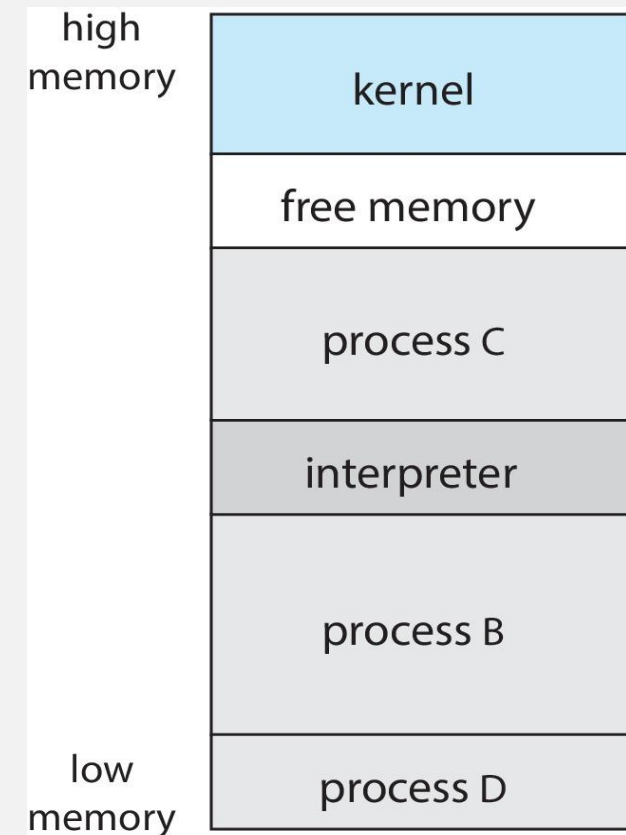 high
memory
kernel
free memory
process C
interpreter
process B
low
memory
process D